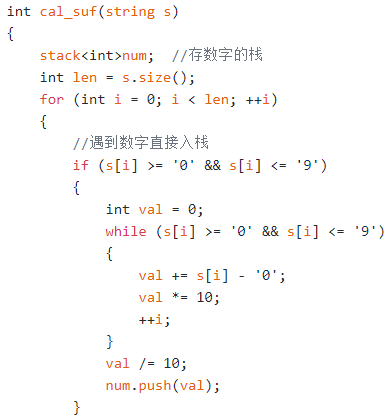 int cal_suf(string s)
{
    stack<int>num;  //存数字的栈
    int len = s.size();
    for (int i = 0; i < len; ++i)
    {
        //遇到数字直接入栈
        if (s[i] >= '0' && s[i] <= '9')
        {
            int val = 0;
            while (s[i] >= '0' && s[i] <= '9')
            {
                val += s[i] - '0';
                val *= 10;
                ++i;
            }
            val /= 10;
            num.push(val);
        }